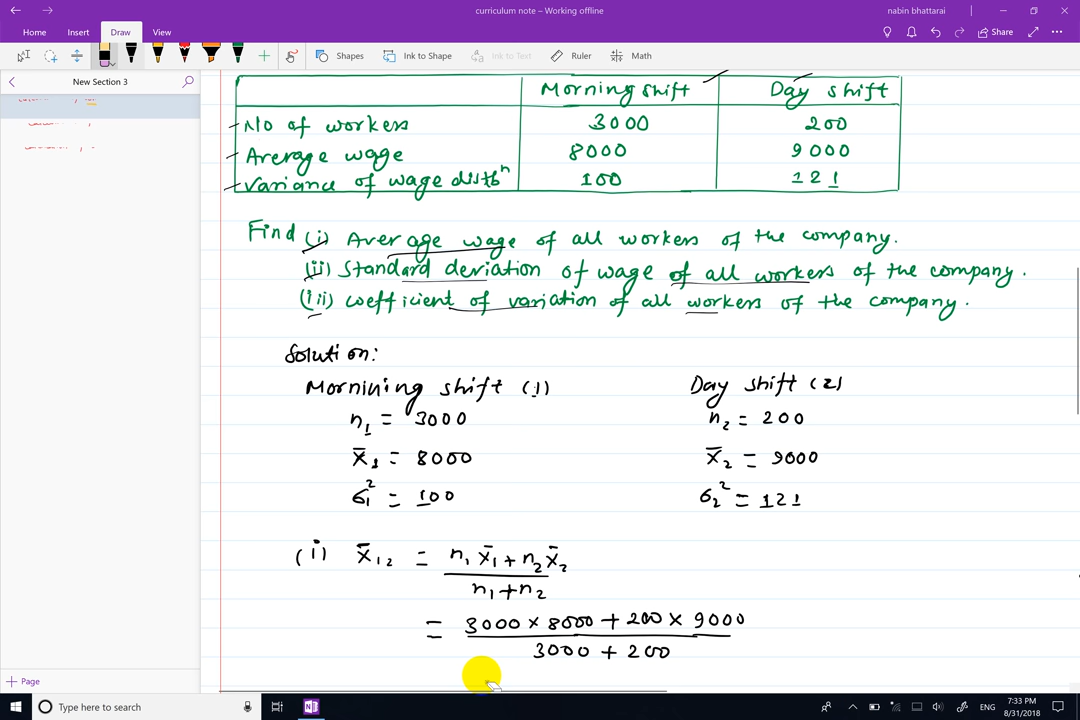 curriculum note – Working offline
nabin bhattarai
Home Insert Draw View
Share
Shapes Ink to Shape Ink to Text Ruler Math
New Section 3
Morning shift Day shift
No of workers 3000 200
Average wage 8000 9000
Variance of wage distbⁿ 100 121
Find (i) Average wage of all workers of the company.
(ii) Standard deviation of wage of all workers of the company.
(iii) coefficient of variation of all workers of the company.
Solution:
Mornining shift (1) Day shift (2)
n₁ = 3000 n₂ = 200
x̄₁ = 8000 x̄₂ = 9000
σ₁² = 100 σ₂² = 121
(i) x̄₁₂ = n₁ x̄₁ + n₂ x̄₂
n₁ + n₂
= 3000 × 8000 + 200 × 9000
3000 + 200
+ Page
Type here to search
ENG
7:33 PM
8/31/2018